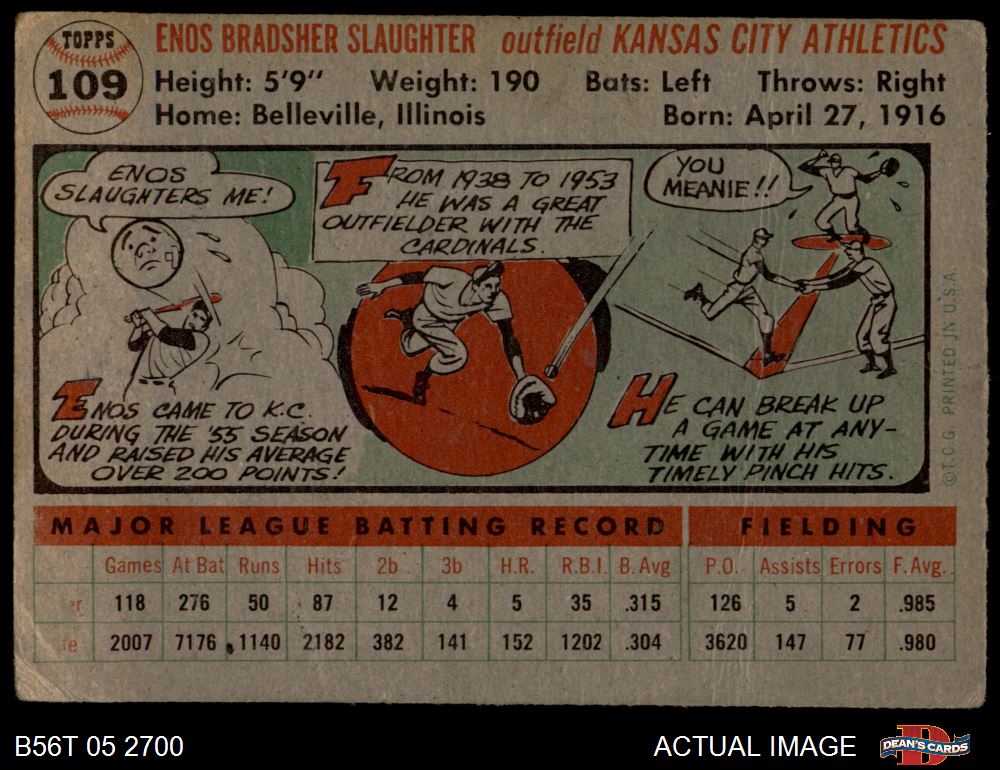 TOPPS
109
ENOS BRADSHER SLAUGHTER outfield KANSAS CITY ATHLETICS
Height: 5'9" Weight: 190 Bats: Left Throws: Right
Home: Belleville, Illinois Born: April 27, 1916
ENOS
SLAUGHTERS ME!
FROM 1938 TO 1953
HE WAS A GREAT
OUTFIELDER WITH THE
CARDINALS.
YOU
MEANIE!!
ENOS CAME TO K.C.
DURING THE '55 SEASON
AND RAISED HIS AVERAGE
OVER 200 POINTS!
HE CAN BREAK UP
A GAME AT ANY-
TIME WITH HIS
TIMELY PINCH HITS.
© T.C.G. PRINTED IN U.S.A.
MAJOR LEAGUE BATTING RECORD FIELDING
Games At Bat Runs Hits 2b 3b H.R. R.B.I. B. Avg P.O. Assists Errors F. Avg.
118 276 50 87 12 4 5 35 .315 126 5 2 .985
2007 7176 1140 2182 382 141 152 1202 .304 3620 147 77 .980
B56T 05 2700 ACTUAL IMAGE DEAN'S CARDS